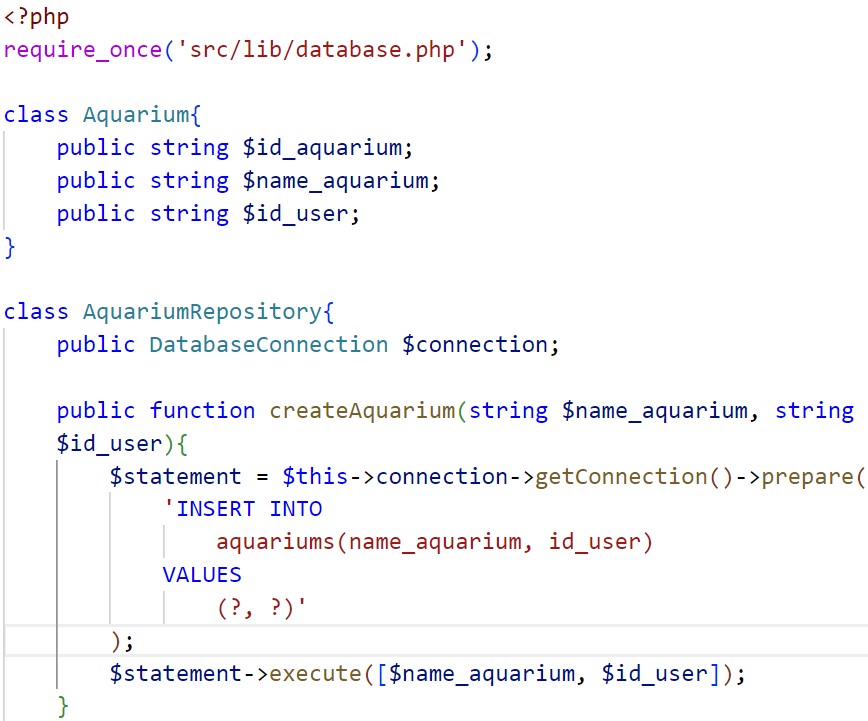 <?php
require_once('src/lib/database.php');
class Aquarium{
public string $id_aquarium;
public string $name_aquarium;
public string $id_user;
}
class AquariumRepository{
public DatabaseConnection $connection;
public function createAquarium(string $name_aquarium, string
$id_user){
$statement = $this->connection->getConnection()->prepare(
'INSERT INTO
aquariums(name_aquarium, id_user)
VALUES
(?, ?)'
);
$statement->execute([$name_aquarium, $id_user]);
}